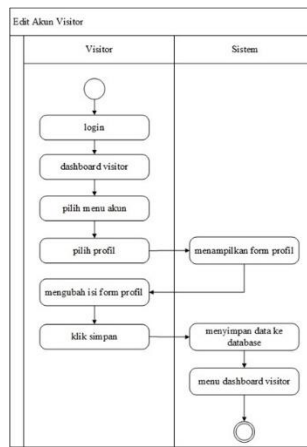 Edit Akun Visitor
Visitor
Sistem
login
dashboard visitor
pilih menu akun
pilih profil
menampilkan form profil
mengubah isi form profil
klik simpan
menyimpan data ke
database
menu dashboard visitor